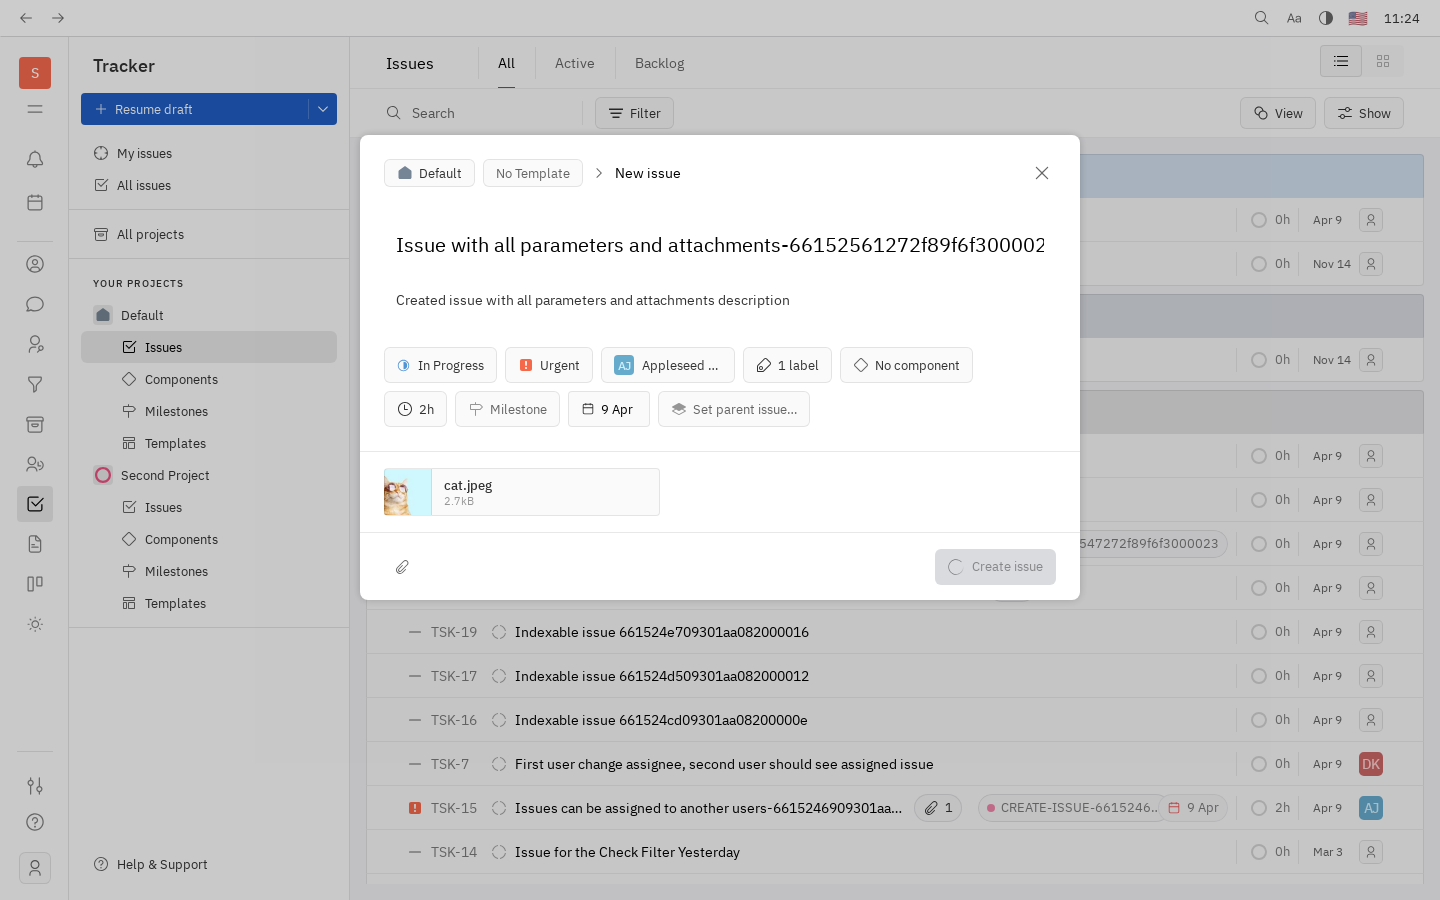 Aa 11:24
S
Tracker
Resume draft
My issues
All issues
All projects
YOUR PROJECTS
Default
Issues
Components
Milestones
Templates
Second Project
Issues
Components
Milestones
Templates
Help & Support
Issues All Active Backlog
Search Filter View Show
0h Apr 9
0h Nov 14
0h Nov 14
0h Apr 9
0h Apr 9
547272f89f6f3000023 0h Apr 9
0h Apr 9
Default No Template New issue
Issue with all parameters and attachments-66152561272f89f6f300002
Created issue with all parameters and attachments description
In Progress Urgent AJ Appleseed ... 1 label No component
2h Milestone 9 Apr Set parent issue...
cat.jpeg
2.7kB
Create issue
TSK-19 Indexable issue 661524e709301aa082000016 0h Apr 9
TSK-17 Indexable issue 661524d509301aa082000012 0h Apr 9
TSK-16 Indexable issue 661524cd09301aa08200000e 0h Apr 9
TSK-7 First user change assignee, second user should see assigned issue 0h Apr 9 DK
TSK-15 Issues can be assigned to another users-6615246909301aa... 1 CREATE-ISSUE-6615246... 9 Apr 2h Apr 9 AJ
TSK-14 Issue for the Check Filter Yesterday 0h Mar 3